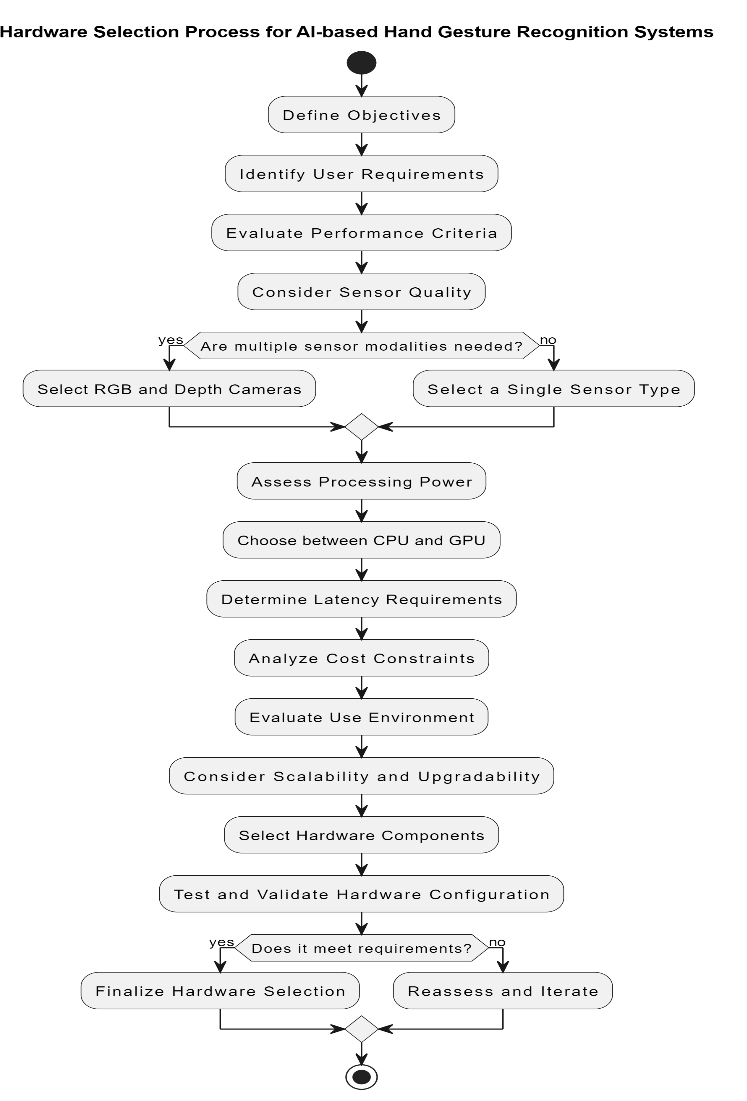 Hardware Selection Process for AI-based Hand Gesture Recognition Systems
Define Objectives
Identify User Requirements
Evaluate Performance Criteria
Consider Sensor Quality
yes
Are multiple sensor modalities needed?
no
Select RGB and Depth Cameras
Select a Single Sensor Type
Assess Processing Power
Choose between CPU and GPU
Determine Latency Requirements
Analyze Cost Constraints
Evaluate Use Environment
Consider Scalability and Upgradability
Select Hardware Components
Test and Validate Hardware Configuration
yes
Does it meet requirements?
no
Finalize Hardware Selection
Reassess and Iterate